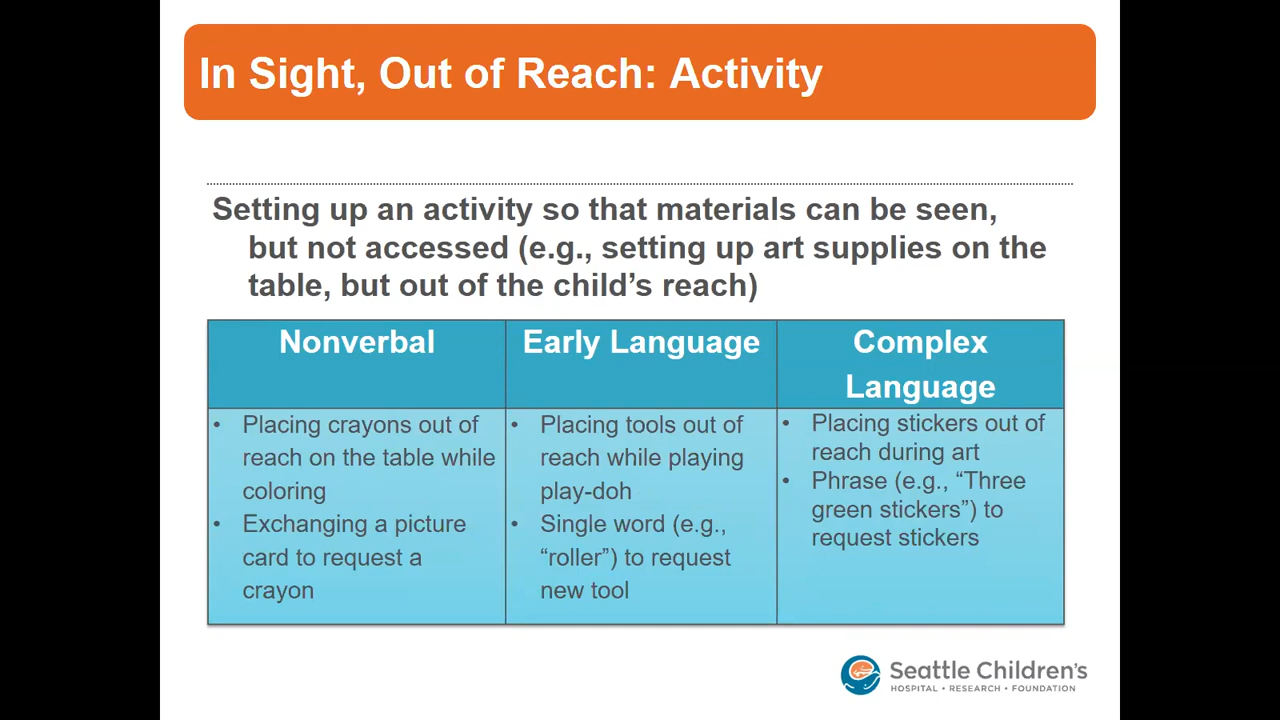 In Sight, Out of Reach: Activity
Setting up an activity so that materials can be seen,
but not accessed (e.g., setting up art supplies on the
table, but out of the child’s reach)
Nonverbal
Early Language
Complex
Language
• Placing crayons out of
reach on the table while
coloring
• Exchanging a picture
card to request a
crayon
• Placing tools out of
reach while playing
play-doh
• Single word (e.g.,
“roller”) to request
new tool
• Placing stickers out of
reach during art
• Phrase (e.g., “Three
green stickers”) to
request stickers
Seattle Children’s
HOSPITAL • RESEARCH • FOUNDATION